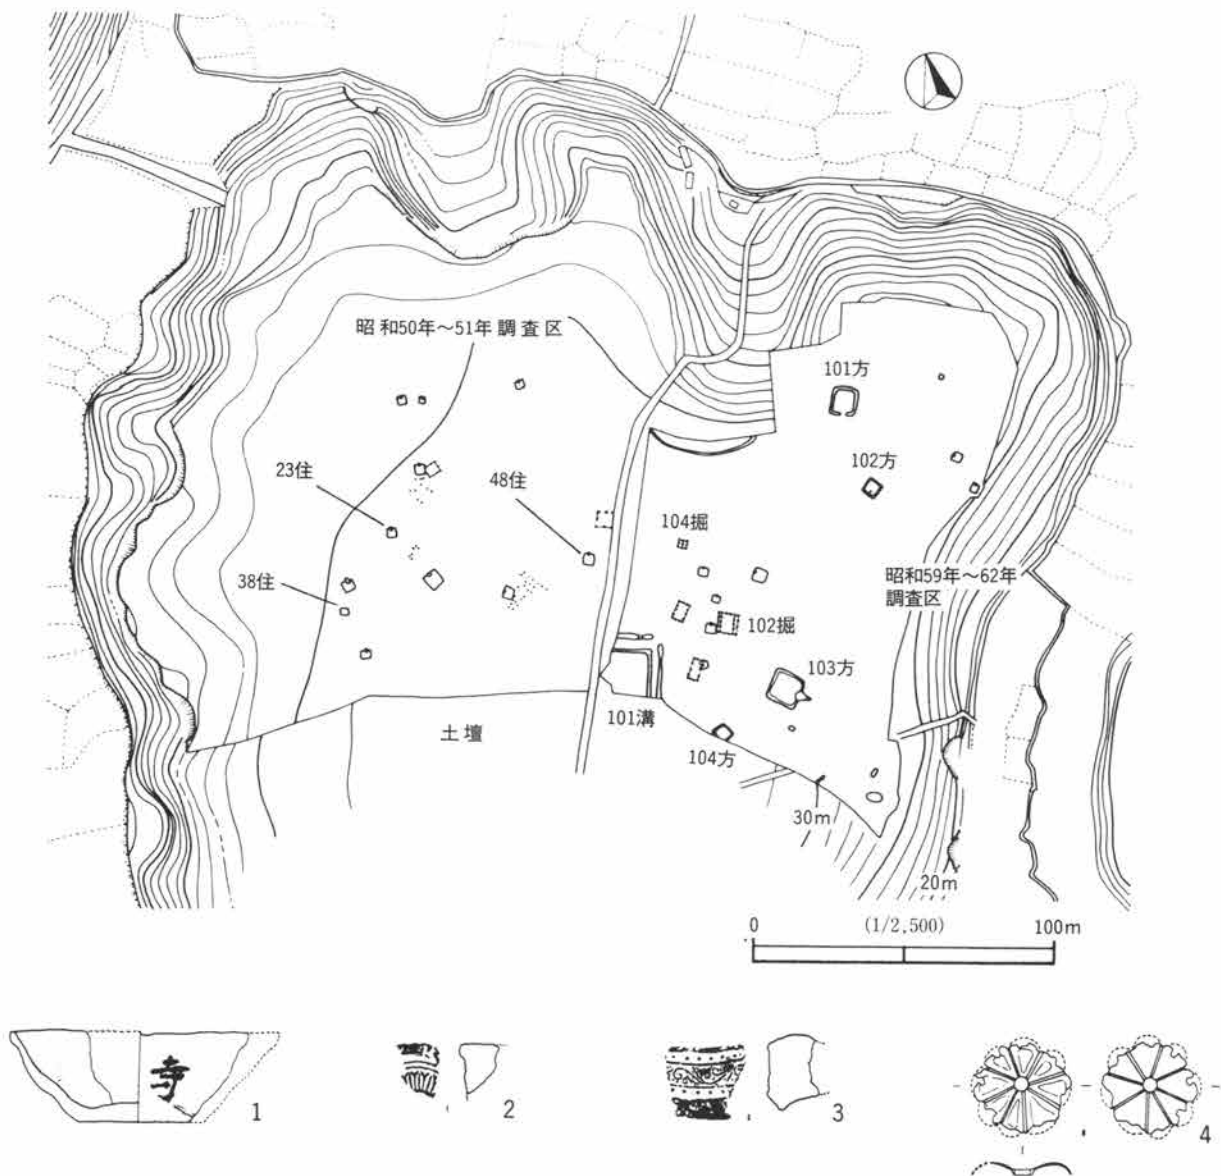 昭和50年～51年調査区
101方
102方
23住
48住
104掘
昭和59年～62年
調査区
38住
102掘
103方
101溝
土壇
104方
30m
20m
0 (1/2,500) 100m
寺
1
2
3
4